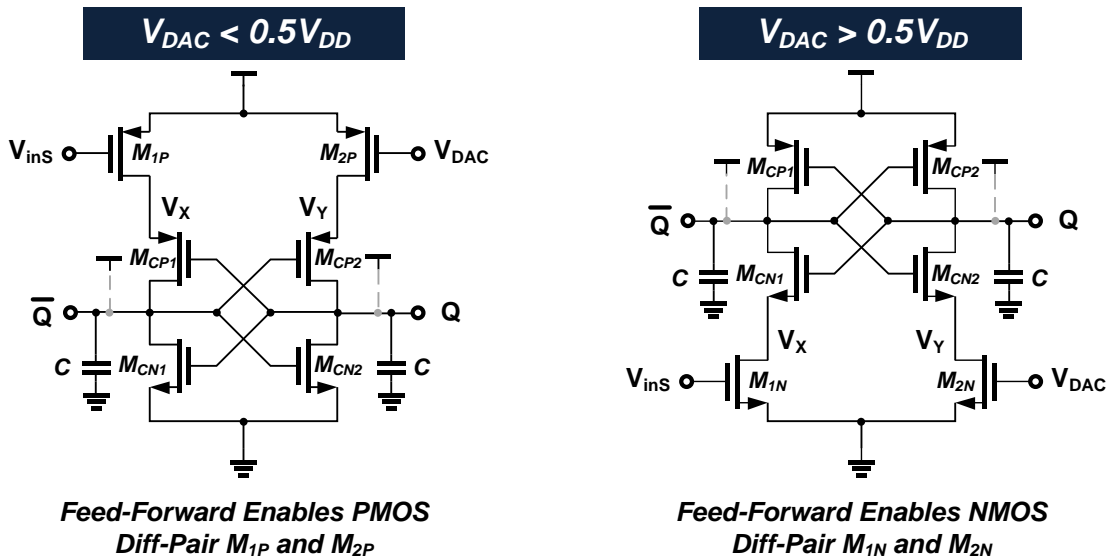 V_DAC < 0.5V_DD
V_inS
M_1P
M_2P
V_DAC
V_X
V_Y
M_CP1
M_CP2
Q̅
Q
C
M_CN1
M_CN2
C
Feed-Forward Enables PMOS
Diff-Pair M_1P and M_2P
V_DAC > 0.5V_DD
M_CP1
M_CP2
Q̅
Q
C
M_CN1
M_CN2
C
V_X
V_Y
V_inS
M_1N
M_2N
V_DAC
Feed-Forward Enables NMOS
Diff-Pair M_1N and M_2N